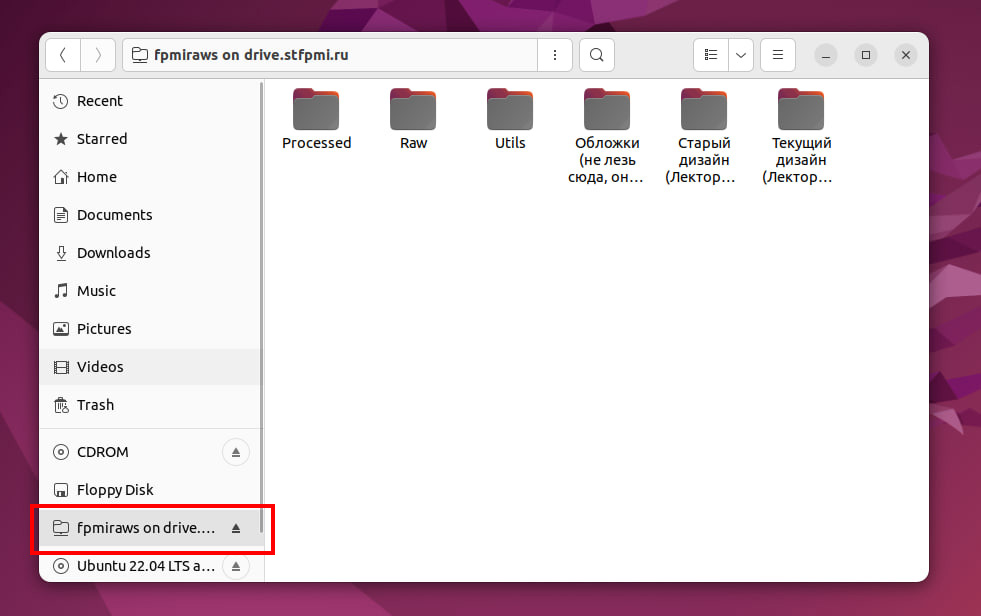 fpmiraws on drive.stfpmi.ru
Recent
Starred
Home
Documents
Downloads
Music
Pictures
Videos
Trash
CDROM
Floppy Disk
fpmiraws on drive.…
Ubuntu 22.04 LTS a…
Processed
Raw
Utils
Обложки
(не лезь
сюда, он…
Старый
дизайн
(Лектор…
Текущий
дизайн
(Лектор…